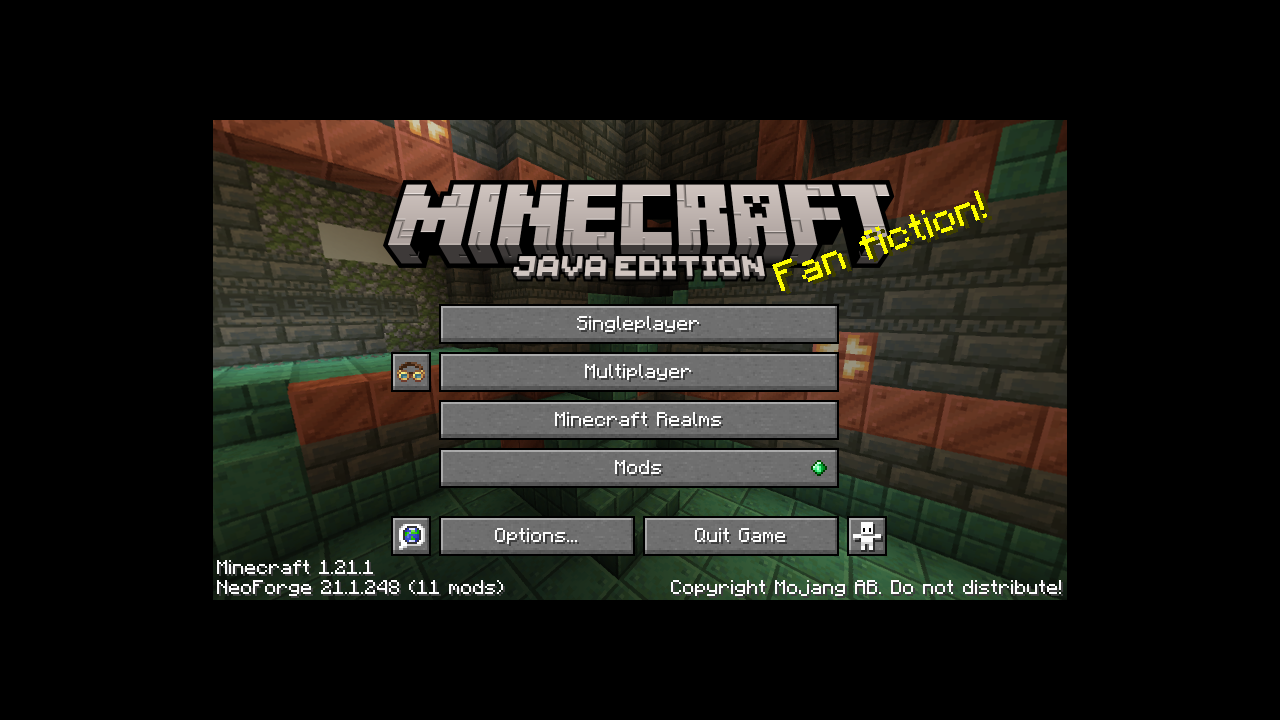 MINECRAFT
JAVA EDITION
Fan fiction!
Singleplayer
Multiplayer
Minecraft Realms
Mods
Options...
Quit Game
Minecraft 1.21.1
NeoForge 21.1.248 (11 mods)
Copyright Mojang AB. Do not distribute!